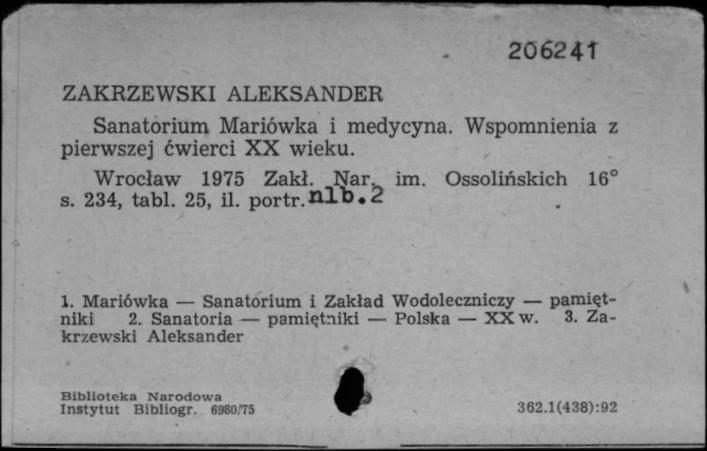 206241
ZAKRZEWSKI ALEKSANDER
Sanatorium Mariówka i medycyna. Wspomnienia z
pierwszej ćwierci XX wieku.
Wrocław 1975 Zakł. Nar. im. Ossolińskich 16°
s. 234, tabl. 25, il. portr. nlb.2
1. Mariówka — Sanatorium i Zakład Wodoleczniczy — pamięt-
niki 2. Sanatoria — pamiętniki — Polska — XX w. 3. Za-
krzewski Aleksander
Biblioteka Narodowa
Instytut Bibliogr. 6980/75 362.1(438):92